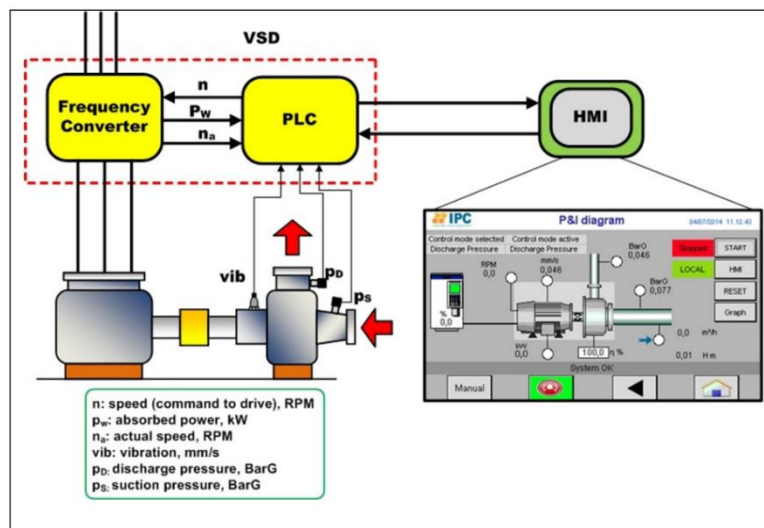 VSD
Frequency
Converter
n
Pw
na
PLC
HMI
vib
pD
pS
IPC
P&I diagram
04/07/2014 11.12.40
Control mode selected
Discharge Pressure
Control mode active
Discharge Pressure
BarG
0,046
Stopped
START
RPM
0,0
mm/s
0,046
BarG
0,077
LOCAL
HMI
RESET
Graph
%
0,0
kW
0,0
100,0 η %
0,0 m³/h
0,01 H m
System OK
Manual
n: speed (command to drive), RPM
pw: absorbed power, kW
na: actual speed, RPM
vib: vibration, mm/s
pD: discharge pressure, BarG
pS: suction pressure, BarG